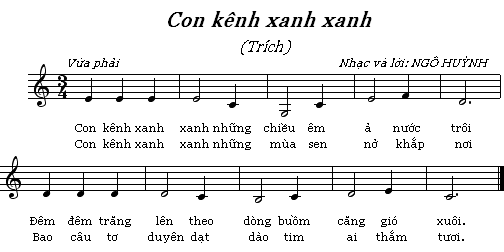 Con kênh xanh xanh
(Trích)
Vừa phải
Nhạc và lời: NGÔ HUỲNH
3
4
Con kênh xanh xanh những chiều êm ả nước trôi
Con kênh xanh xanh những mùa sen nở khắp nơi
Đêm đêm trăng lên theo dòng buồm căng gió xuôi.
Bao câu tơ duyên dạt dào tim ai thắm tươi.